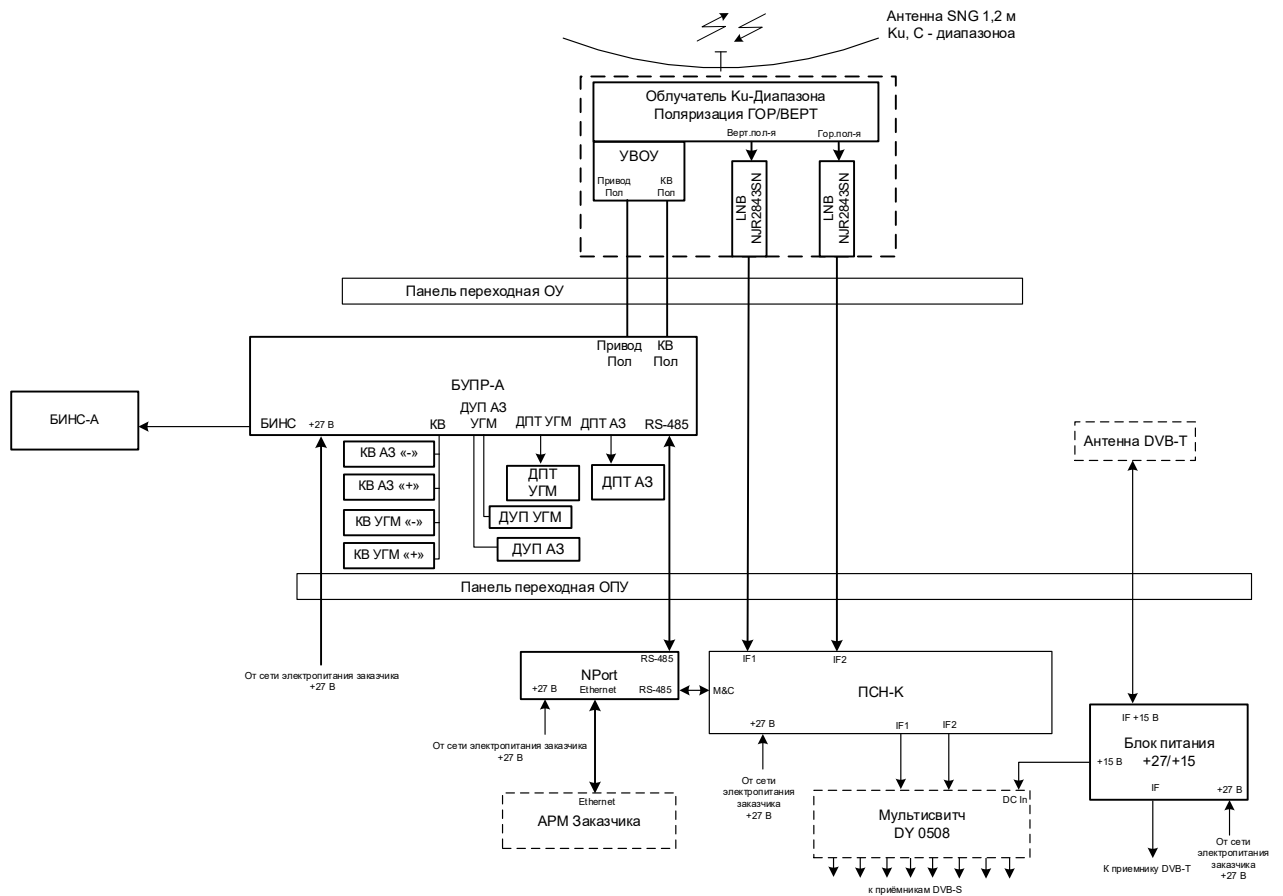 Антенна SNG 1,2 м
Ku, C - диапазоноа
Облучатель Ku-Диапазона
Поляризация ГОР/ВЕРТ
Верт.пол-я
Гор.пол-я
УВОУ
Привод
Пол
КВ
Пол
LNB
NJR2843SN
LNB
NJR2843SN
Панель переходная ОУ
Привод
Пол
КВ
Пол
БУПР-А
БИНС-А
БИНС
+27 В
КВ
ДУП АЗ
УГМ
ДПТ УГМ
ДПТ АЗ
RS-485
Антенна DVB-T
КВ АЗ «-»
КВ АЗ «+»
КВ УГМ «-»
КВ УГМ «+»
ДПТ
УГМ
ДПТ АЗ
ДУП УГМ
ДУП АЗ
Панель переходная ОПУ
От сети электропитания заказчика
+27 В
RS-485
NPort
+27 В
Ethernet
RS-485
IF1
IF2
M&C
ПСН-К
+27 В
IF1
IF2
IF +15 В
Блок питания
+27/+15
+15 В
IF
+27 В
От сети электропитания заказчика
+27 В
От сети
электропитания
заказчика
+27 В
Ethernet
АРМ Заказчика
DC In
Мультисвитч
DY 0508
к приёмникам DVB-S
К приемнику DVB-T
От сети
электропитания
заказчика
+27 В